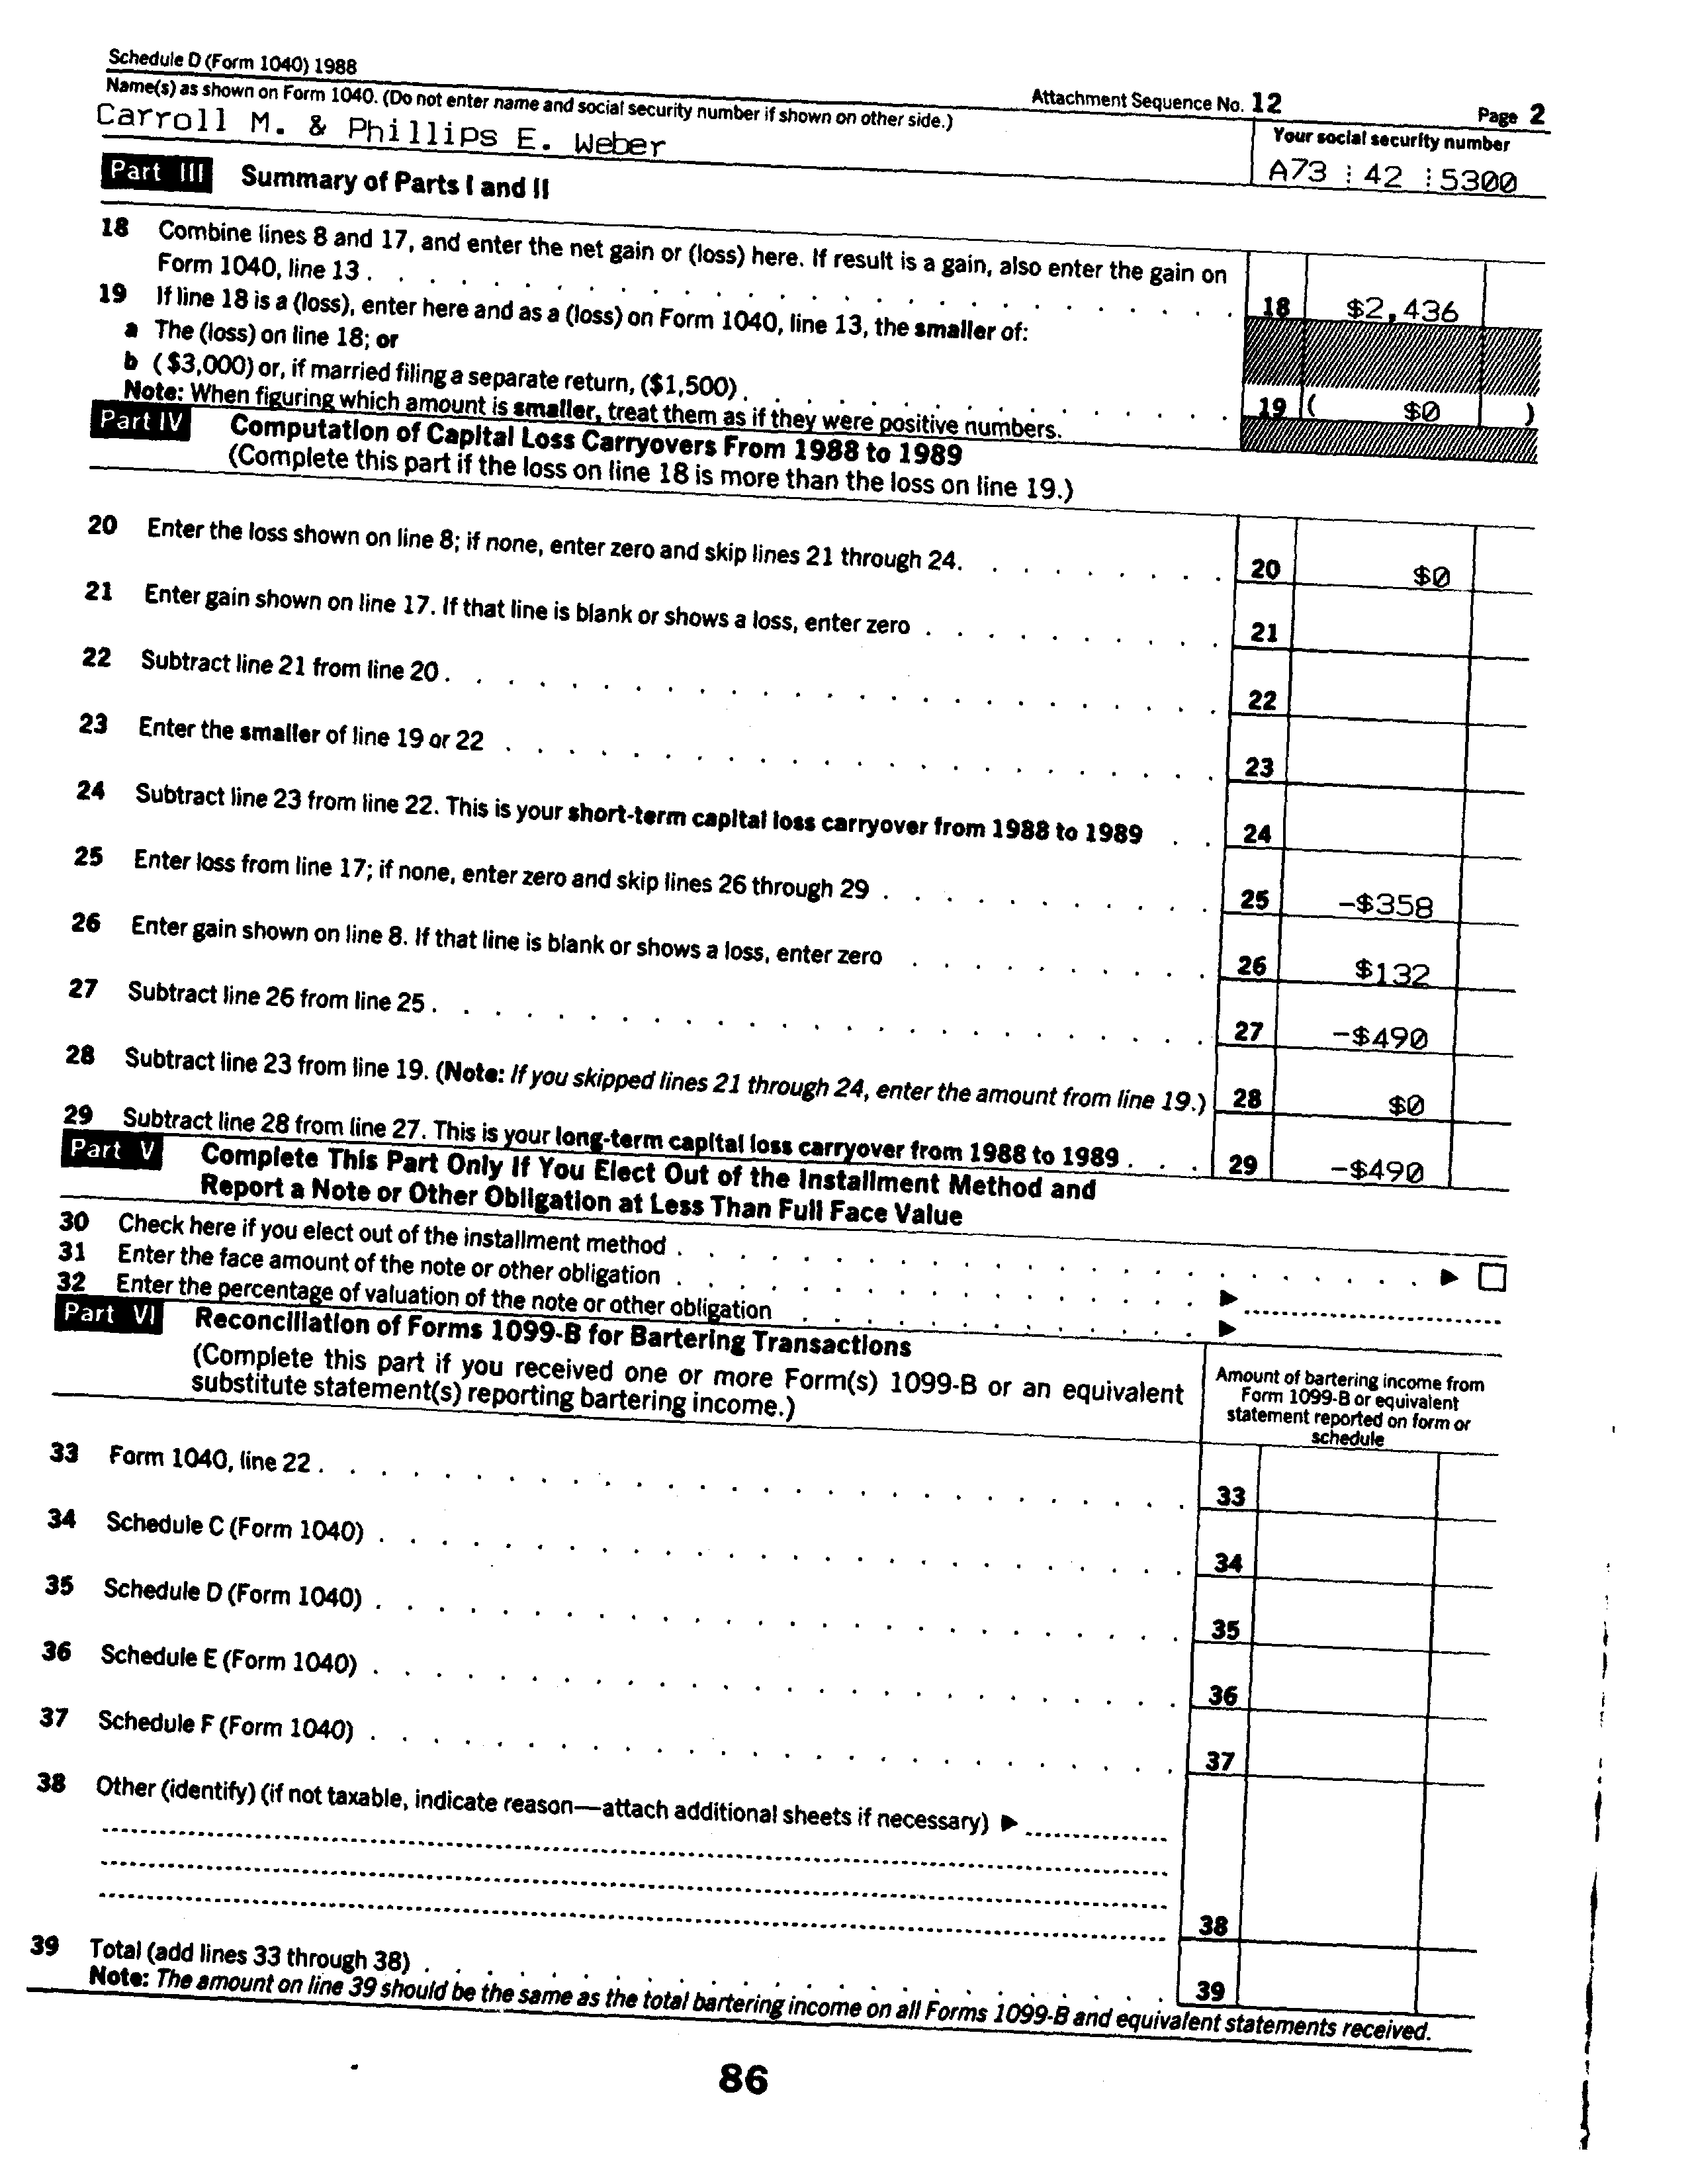 Schedule D (Form 1040) 1988
Attachment Sequence No. 12
Page 2
Name(s) as shown on Form 1040. (Do not enter name and social security number if shown on other side.)
Your social security number
Carroll M. & Phillips E. Weber
A73 42 5300
Part III Summary of Parts I and II
18 Combine lines 8 and 17, and enter the net gain or (loss) here. If result is a gain, also enter the gain on
Form 1040, line 13 . . . . . . . . . . . . . . . . . . . . . . . . . . . 18 $2,436
19 If line 18 is a (loss), enter here and as a (loss) on Form 1040, line 13, the smaller of:
a The (loss) on line 18; or
b ($3,000) or, if married filing a separate return, ($1,500) . . . . . . . . . . . . . . . 19 ( $0 )
Note: When figuring which amount is smaller, treat them as if they were positive numbers.
Part IV Computation of Capital Loss Carryovers From 1988 to 1989
(Complete this part if the loss on line 18 is more than the loss on line 19.)
20 Enter the loss shown on line 8; if none, enter zero and skip lines 21 through 24. . . . . . . . . 20 $0
21 Enter gain shown on line 17. If that line is blank or shows a loss, enter zero . . . . . . . . . . 21
22 Subtract line 21 from line 20 . . . . . . . . . . . . . . . . . . . . . . . . . 22
23 Enter the smaller of line 19 or 22 . . . . . . . . . . . . . . . . . . . . . . . 23
24 Subtract line 23 from line 22. This is your short-term capital loss carryover from 1988 to 1989 . . 24
25 Enter loss from line 17; if none, enter zero and skip lines 26 through 29 . . . . . . . . . . . 25 -$358
26 Enter gain shown on line 8. If that line is blank or shows a loss, enter zero . . . . . . . . . . 26 $132
27 Subtract line 26 from line 25 . . . . . . . . . . . . . . . . . . . . . . . . . 27 -$490
28 Subtract line 23 from line 19. (Note: If you skipped lines 21 through 24, enter the amount from line 19.) 28 $0
29 Subtract line 28 from line 27. This is your long-term capital loss carryover from 1988 to 1989 . . . 29 -$490
Part V Complete This Part Only If You Elect Out of the Installment Method and
Report a Note or Other Obligation at Less Than Full Face Value
30 Check here if you elect out of the installment method . . . . . . . . . . . . . . . . . . . . . . . .
31 Enter the face amount of the note or other obligation . . . . . . . . . . . . . . . . .
32 Enter the percentage of valuation of the note or other obligation . . . . . . . . . . . . .
Part VI Reconciliation of Forms 1099-B for Bartering Transactions
(Complete this part if you received one or more Form(s) 1099-B or an equivalent
substitute statement(s) reporting bartering income.)
Amount of bartering income from
Form 1099-B or equivalent
statement reported on form or
schedule
33 Form 1040, line 22 . . . . . . . . . . . . . . . . . . . . . . . . . . . . 33
34 Schedule C (Form 1040) . . . . . . . . . . . . . . . . . . . . . . . . . . 34
35 Schedule D (Form 1040) . . . . . . . . . . . . . . . . . . . . . . . . . . 35
36 Schedule E (Form 1040) . . . . . . . . . . . . . . . . . . . . . . . . . . 36
37 Schedule F (Form 1040) . . . . . . . . . . . . . . . . . . . . . . . . . . 37
38 Other (identify) (if not taxable, indicate reason—attach additional sheets if necessary)
38
39 Total (add lines 33 through 38) . . . . . . . . . . . . . . . . . . . . . . . . 39
Note: The amount on line 39 should be the same as the total bartering income on all Forms 1099-B and equivalent statements received.
86